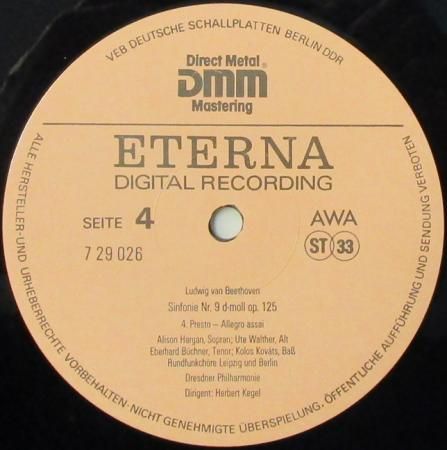 VEB DEUTSCHE SCHALLPLATTEN BERLIN DDR
Direct Metal®
DMM
Mastering
ETERNA
DIGITAL RECORDING
SEITE 4
AWA
7 29 026
ST 33
Ludwig van Beethoven
Sinfonie Nr. 9 d-moll op. 125
4. Presto – Allegro assai
Alison Hargan, Sopran; Ute Walther, Alt
Eberhard Büchner, Tenor; Kolos Kováts, Baß
Rundfunkchöre Leipzig und Berlin
Dresdner Philharmonie
Dirigent: Herbert Kegel
ALLE HERSTELLER- UND URHEBERRECHTE VORBEHALTEN · NICHT GENEHMIGTE ÜBERSPIELUNG, ÖFFENTLICHE AUFFÜHRUNG UND SENDUNG VERBOTEN